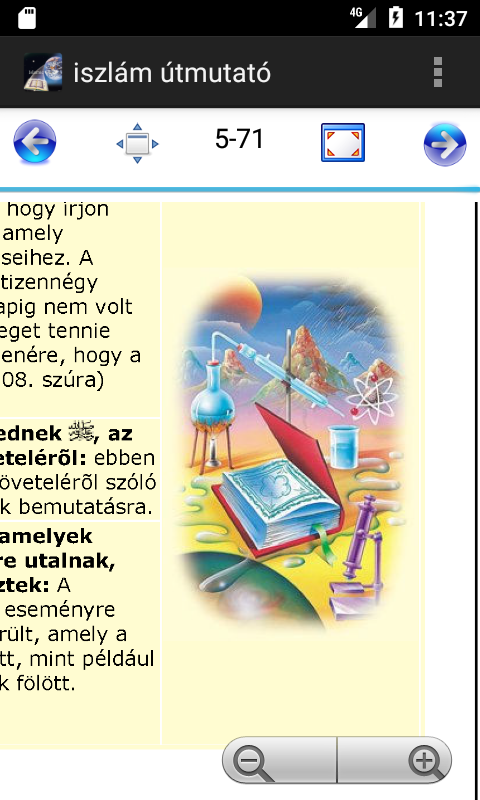 4G 11:37
iszlám útmutató
5-71
hogy írjon
amely
seihez. A
tizennégy
apig nem volt
eget tennie
enére, hogy a
08. szúra)
ednek ﷺ, az
etelérõl: ebben
övetelérõl szóló
k bemutatásra.
amelyek
re utalnak,
ztek: A
eseményre
rült, amely a
tt, mint például
k fölött.